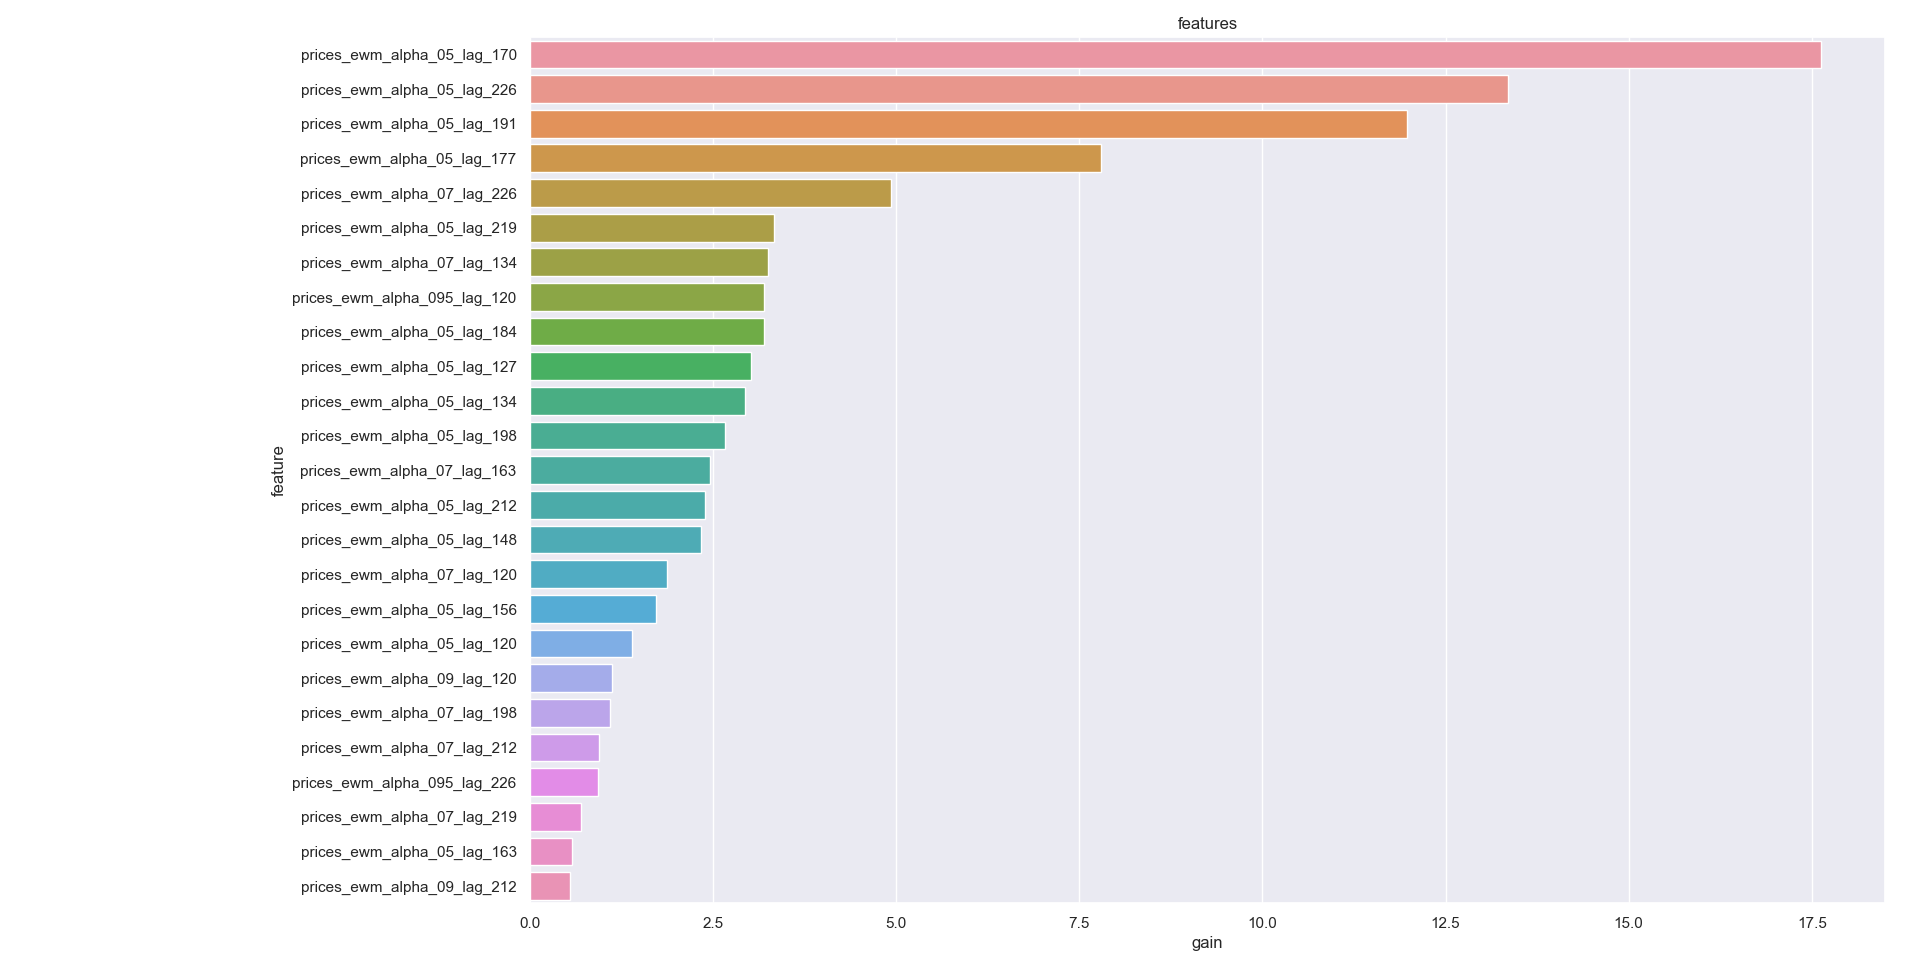 features
prices_ewm_alpha_05_lag_170
prices_ewm_alpha_05_lag_226
prices_ewm_alpha_05_lag_191
prices_ewm_alpha_05_lag_177
prices_ewm_alpha_07_lag_226
prices_ewm_alpha_05_lag_219
prices_ewm_alpha_07_lag_134
prices_ewm_alpha_095_lag_120
prices_ewm_alpha_05_lag_184
prices_ewm_alpha_05_lag_127
prices_ewm_alpha_05_lag_134
prices_ewm_alpha_05_lag_198
prices_ewm_alpha_07_lag_163
prices_ewm_alpha_05_lag_212
prices_ewm_alpha_05_lag_148
prices_ewm_alpha_07_lag_120
prices_ewm_alpha_05_lag_156
prices_ewm_alpha_05_lag_120
prices_ewm_alpha_09_lag_120
prices_ewm_alpha_07_lag_198
prices_ewm_alpha_07_lag_212
prices_ewm_alpha_095_lag_226
prices_ewm_alpha_07_lag_219
prices_ewm_alpha_05_lag_163
prices_ewm_alpha_09_lag_212
feature
0.0 2.5 5.0 7.5 10.0 12.5 15.0 17.5
gain